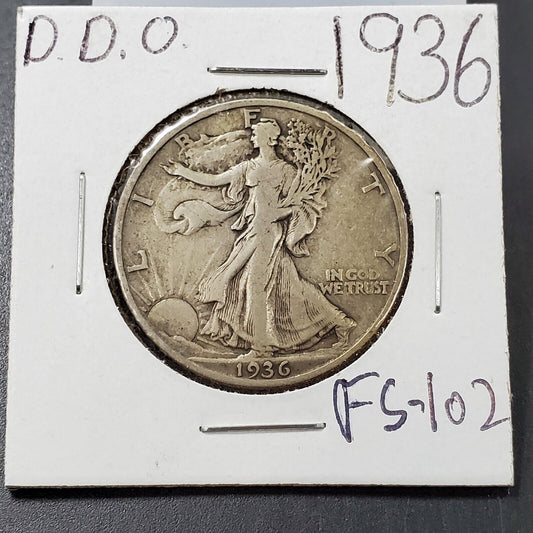 D.D.O. 1936
LIBERTY
IN GOD
WE TRUST
1936
FS-102